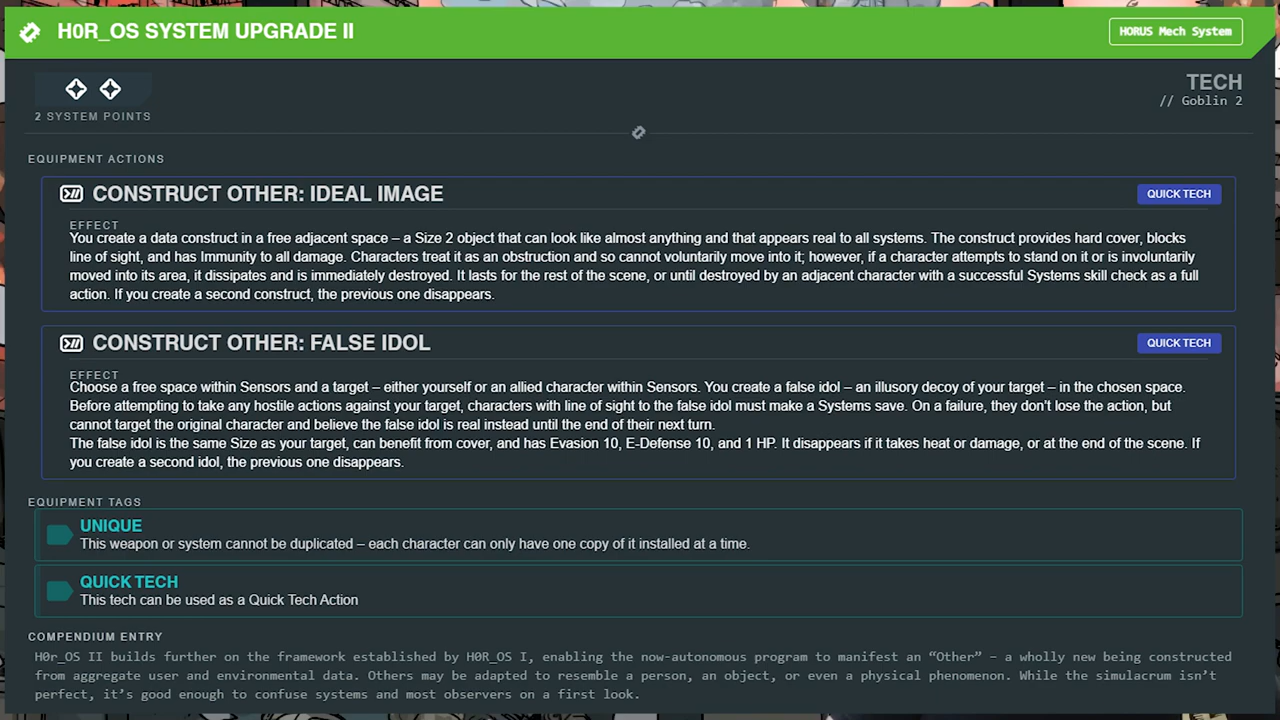 H0R_OS SYSTEM UPGRADE II
HORUS Mech System
2 SYSTEM POINTS
TECH
// Goblin 2
EQUIPMENT ACTIONS
CONSTRUCT OTHER: IDEAL IMAGE
QUICK TECH
EFFECT
You create a data construct in a free adjacent space – a Size 2 object that can look like almost anything and that appears real to all systems. The construct provides hard cover, blocks
line of sight, and has Immunity to all damage. Characters treat it as an obstruction and so cannot voluntarily move into it; however, if a character attempts to stand on it or is involuntarily
moved into its area, it dissipates and is immediately destroyed. It lasts for the rest of the scene, or until destroyed by an adjacent character with a successful Systems skill check as a full
action. If you create a second construct, the previous one disappears.
CONSTRUCT OTHER: FALSE IDOL
QUICK TECH
EFFECT
Choose a free space within Sensors and a target – either yourself or an allied character within Sensors. You create a false idol – an illusory decoy of your target – in the chosen space.
Before attempting to take any hostile actions against your target, characters with line of sight to the false idol must make a Systems save. On a failure, they don't lose the action, but
cannot target the original character and believe the false idol is real instead until the end of their next turn.
The false idol is the same Size as your target, can benefit from cover, and has Evasion 10, E-Defense 10, and 1 HP. It disappears if it takes heat or damage, or at the end of the scene. If
you create a second idol, the previous one disappears.
EQUIPMENT TAGS
UNIQUE
This weapon or system cannot be duplicated – each character can only have one copy of it installed at a time.
QUICK TECH
This tech can be used as a Quick Tech Action
COMPENDIUM ENTRY
H0r_OS II builds further on the framework established by H0R_OS I, enabling the now-autonomous program to manifest an “Other” – a wholly new being constructed
from aggregate user and environmental data. Others may be adapted to resemble a person, an object, or even a physical phenomenon. While the simulacrum isn’t
perfect, it’s good enough to confuse systems and most observers on a first look.